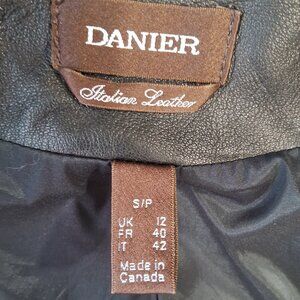 DANIER
Italian Leather
S/P
UK 12
FR 40
IT 42
Made in
Canada